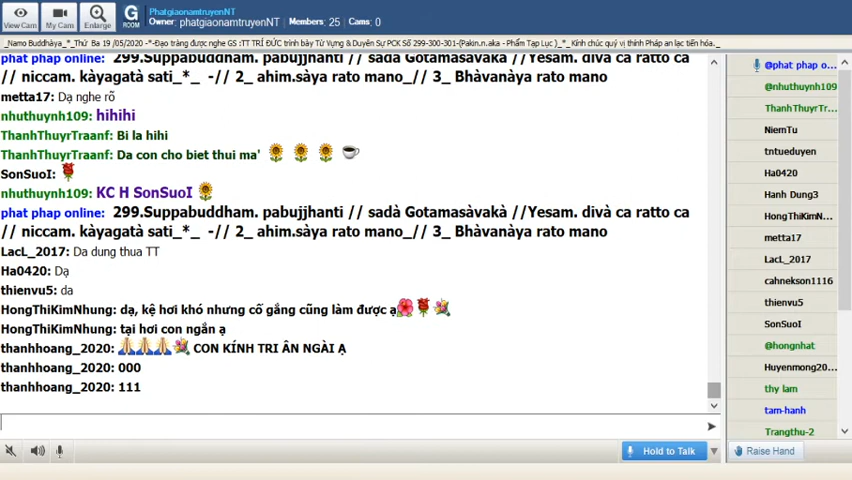 View Cam
My Cam
Enlarge
G
ROOM
PhatgiaonamtruyenNT
Owner: phatgiaonamtruyenNT | Members: 25 | Cams: 0
_Namo Buddhàya_*_Thứ Ba 19 /05/2020 -*-Đạo tràng được nghe GS :TT TRÍ ĐỨC trình bày Từ Vựng & Duyên Sự PCK Số 299-300-301-(Pakin.n.aka - Phẩm Tạp Lục )_*_ Kính chúc quý vị thính Pháp an lạc tiến hóa._
phat phap online: 299.Suppabuddham. pabujjhanti // sadà Gotamasàvakà //Yesam. divà ca ratto ca
// niccam. kàyagatà sati_*_ -// 2_ ahim.sàya rato mano_// 3_ Bhàvanàya rato mano
metta17: Dạ nghe rõ
nhuthuynh109: hihihi
ThanhThuyrTraanf: Bi la hihi
ThanhThuyrTraanf: Da con cho biet thui ma'
SonSuoI:
nhuthuynh109: KC H SonSuoI
phat phap online: 299.Suppabuddham. pabujjhanti // sadà Gotamasàvakà //Yesam. divà ca ratto ca
// niccam. kàyagatà sati_*_ -// 2_ ahim.sàya rato mano_// 3_ Bhàvanàya rato mano
LacL_2017: Da dung thua TT
Ha0420: Dạ
thienvu5: da
HongThiKimNhung: dạ, kệ hơi khó nhưng cố gắng cũng làm được ạ
HongThiKimNhung: tại hơi con ngắn ạ
thanhhoang_2020: CON KÍNH TRI ÂN NGÀI Ạ
thanhhoang_2020: 000
thanhhoang_2020: 111
Hold to Talk
@phat phap o...
@nhuthuynh109
ThanhThuyrTr...
NiemTu
tntueduyen
Ha0420
Hanh Dung3
HongThiKimN...
metta17
LacL_2017
cahnekson1116
thienvu5
SonSuoI
@hongnhat
Huyenmong20...
thy lam
tam-hanh
Trangthu-2
Raise Hand